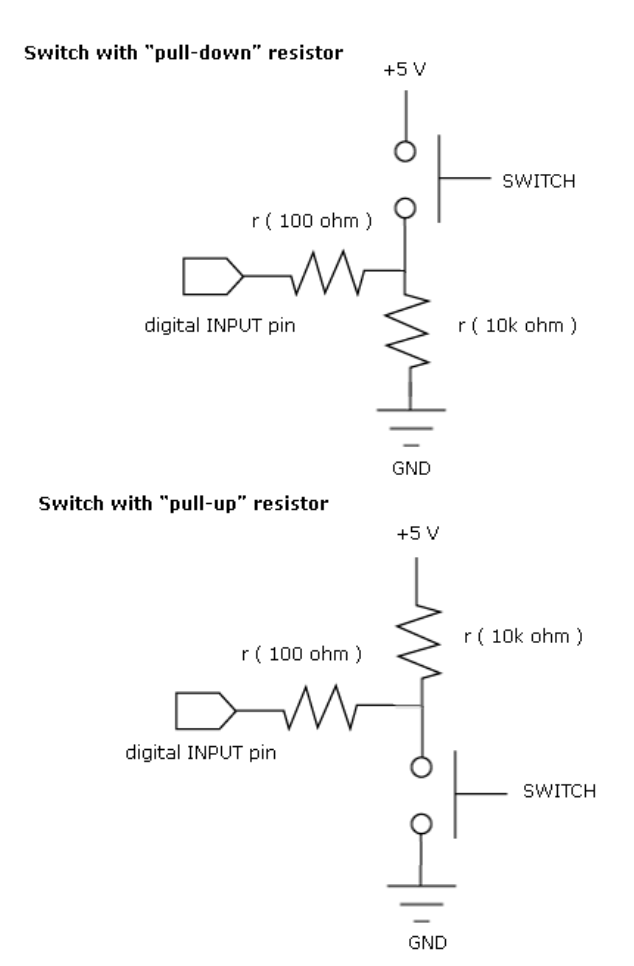 Switch with "pull-down" resistor
+5 V
SWITCH
r ( 100 ohm )
digital INPUT pin
r ( 10k ohm )
GND
Switch with "pull-up" resistor
+5 V
r ( 10k ohm )
r ( 100 ohm )
digital INPUT pin
SWITCH
GND